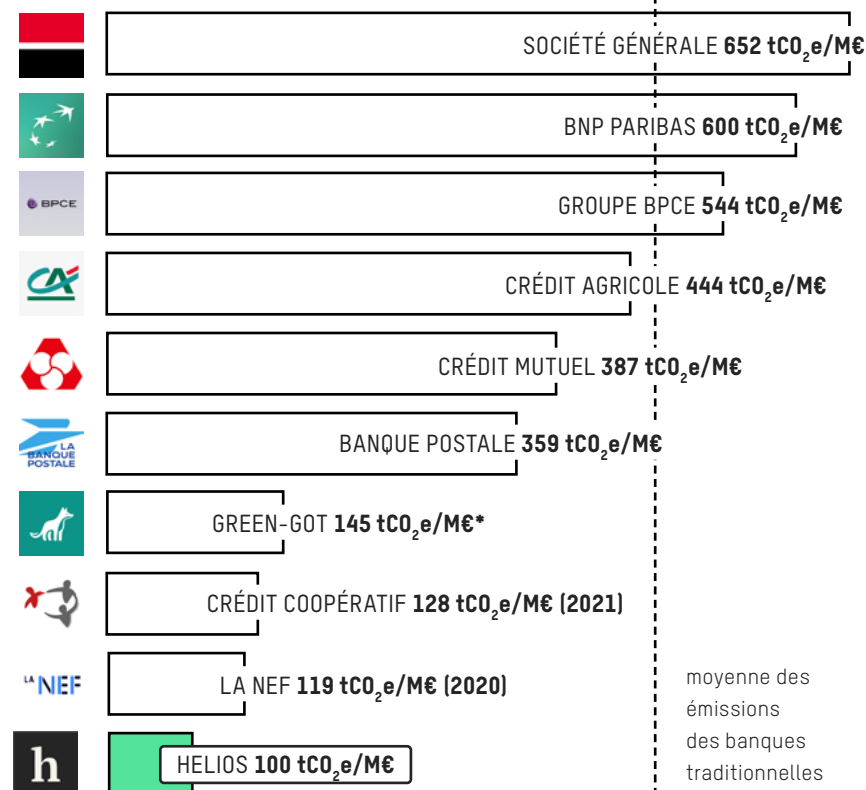 SOCIÉTÉ GÉNÉRALE 652 tCO₂e/M€
BNP PARIBAS 600 tCO₂e/M€
BPCE
GROUPE BPCE 544 tCO₂e/M€
CA
CRÉDIT AGRICOLE 444 tCO₂e/M€
CRÉDIT MUTUEL 387 tCO₂e/M€
LA
BANQUE
POSTALE
BANQUE POSTALE 359 tCO₂e/M€
GREEN-GOT 145 tCO₂e/M€*
CRÉDIT COOPÉRATIF 128 tCO₂e/M€ (2021)
LA NEF
LA NEF 119 tCO₂e/M€ (2020)
h
HELIOS 100 tCO₂e/M€
moyenne des
émissions
des banques
traditionnelles